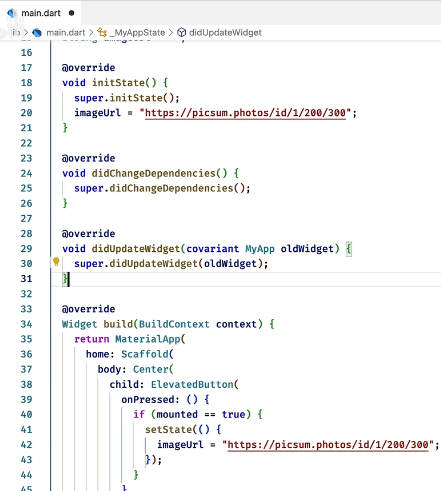 main.dart
lib > main.dart > _MyAppState > didUpdateWidget
16
17 @override
18 void initState() {
19 super.initState();
20 imageUrl = "https://picsum.photos/id/1/200/300";
21 }
22
23 @override
24 void didChangeDependencies() {
25 super.didChangeDependencies();
26 }
27
28 @override
29 void didUpdateWidget(covariant MyApp oldWidget) {
30 super.didUpdateWidget(oldWidget);
31 }
32
33 @override
34 Widget build(BuildContext context) {
35 return MaterialApp(
36 home: Scaffold(
37 body: Center(
38 child: ElevatedButton(
39 onPressed: () {
40 if (mounted == true) {
41 setState(() {
42 imageUrl = "https://picsum.photos/id/1/200/300";
43 });
44 }
45 }